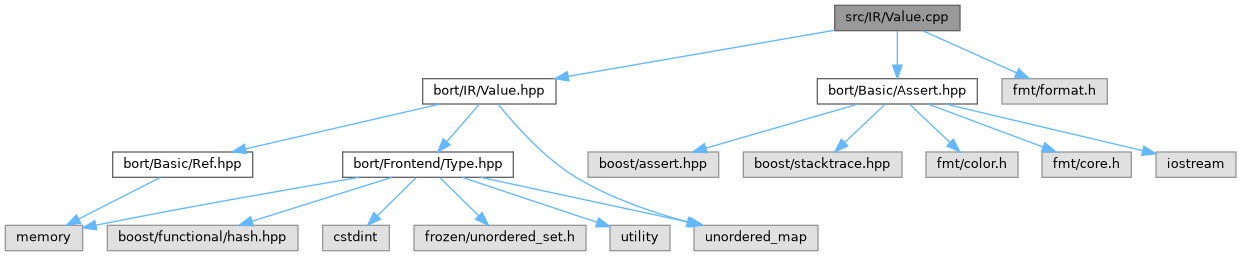 src/IR/Value.cpp
bort/IR/Value.hpp
bort/Basic/Assert.hpp
fmt/format.h
bort/Basic/Ref.hpp
bort/Frontend/Type.hpp
boost/assert.hpp
boost/stacktrace.hpp
fmt/color.h
fmt/core.h
iostream
memory
boost/functional/hash.hpp
cstdint
frozen/unordered_set.h
utility
unordered_map